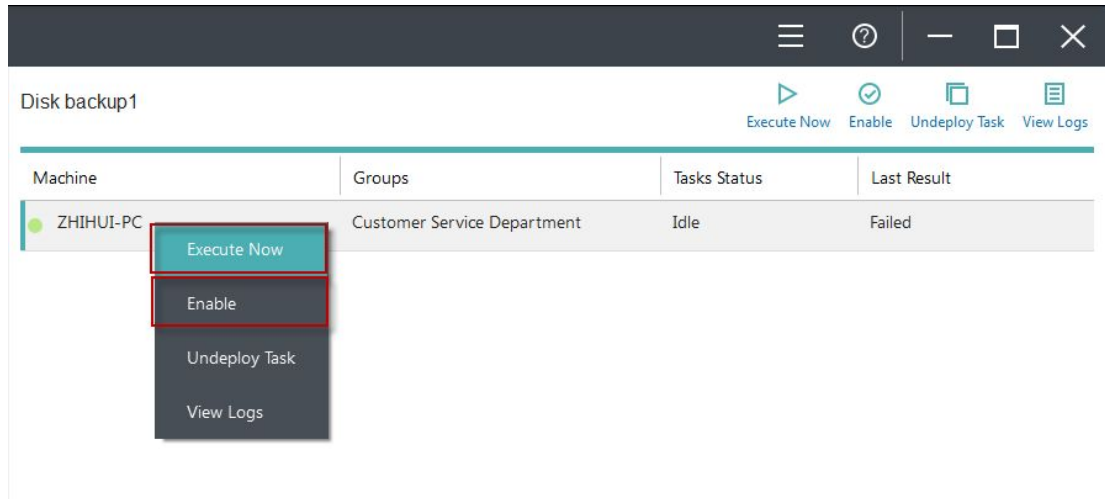 Disk backup1
Execute Now Enable Undeploy Task View Logs
Machine Groups Tasks Status Last Result
ZHIHUI-PC Customer Service Department Idle Failed
Execute Now
Enable
Undeploy Task
View Logs